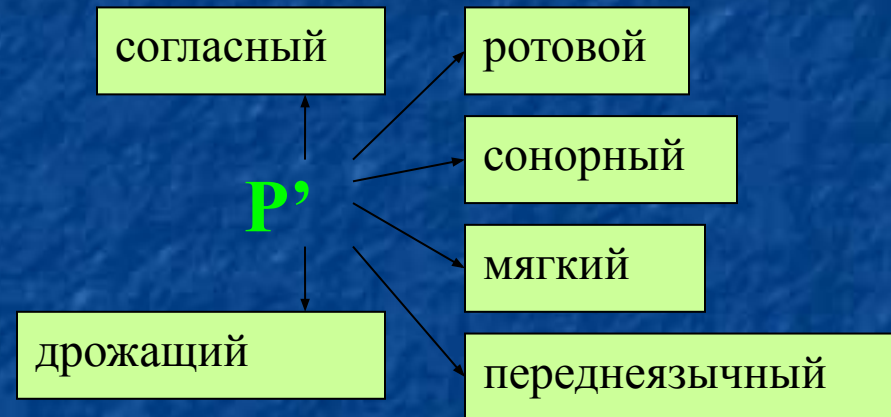 согласный
ротовой
сонорный
Р’
мягкий
дрожащий
переднеязычный